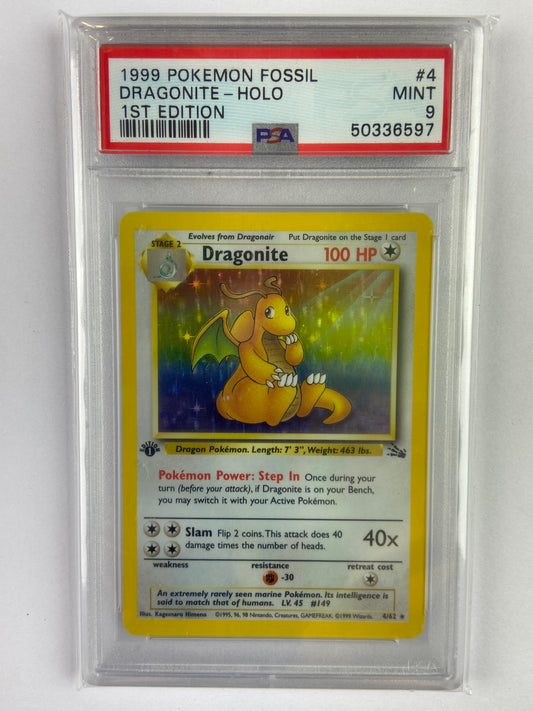 1999 POKEMON FOSSIL #4
DRAGONITE - HOLO MINT
1ST EDITION 9
PSA 50336597
Evolves from Dragonair Put Dragonite on the Stage 1 card
STAGE 2
Dragonite 100 HP
EDITION 1
Dragon Pokémon. Length: 7' 3", Weight: 463 lbs.
Pokémon Power: Step In Once during your
turn (before your attack), if Dragonite is on your Bench,
you may switch it with your Active Pokémon.
Slam Flip 2 coins. This attack does 40
damage times the number of heads.
40x
weakness resistance retreat cost
-30
An extremely rarely seen marine Pokémon. Its intelligence is
said to match that of humans. LV. 45 #149
Illus. Kagemaru Himeno ©1995, 96, 98 Nintendo, Creatures, GAMEFREAK. ©1999 Wizards. 4/62